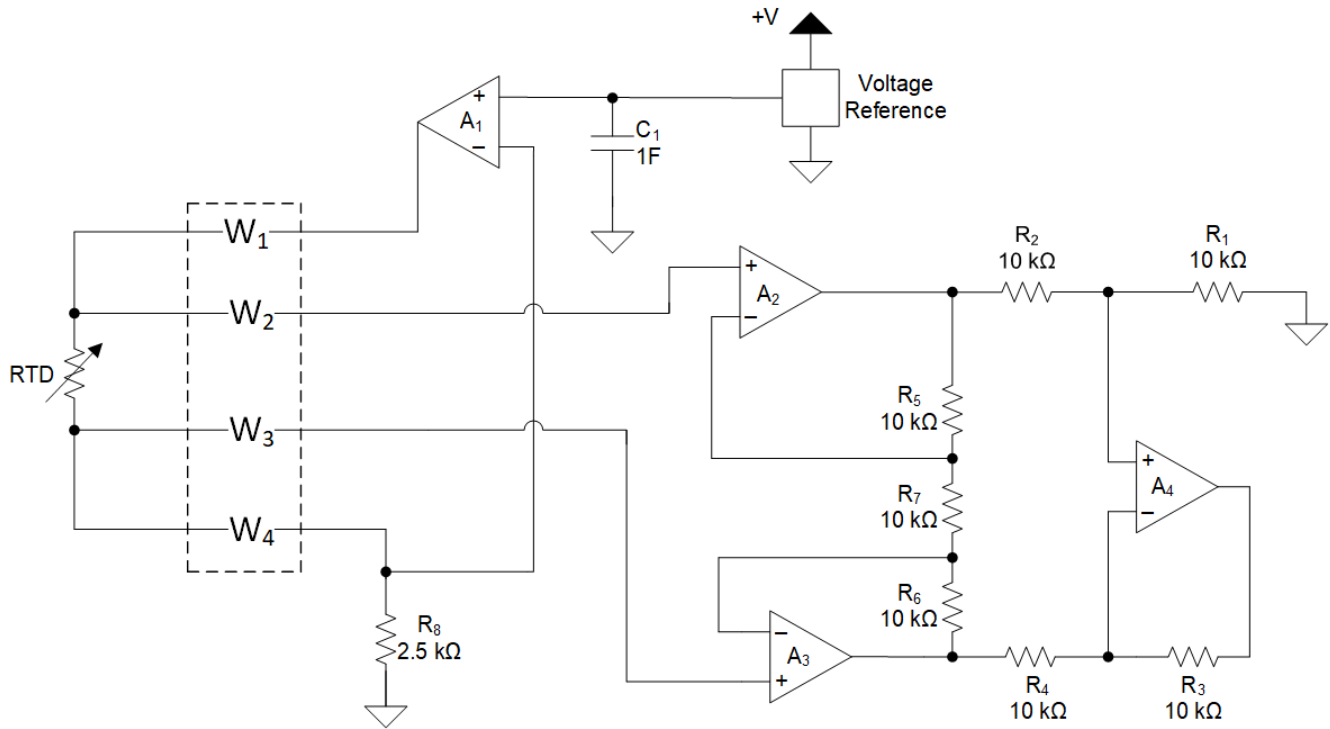 +V
Voltage
Reference
+
A₁
−
C₁
1F
W₁
W₂
RTD
W₃
W₄
R₈
2.5 kΩ
+
A₂
−
R₂
10 kΩ
R₁
10 kΩ
R₅
10 kΩ
R₇
10 kΩ
R₆
10 kΩ
+
A₄
−
−
A₃
+
R₄
10 kΩ
R₃
10 kΩ